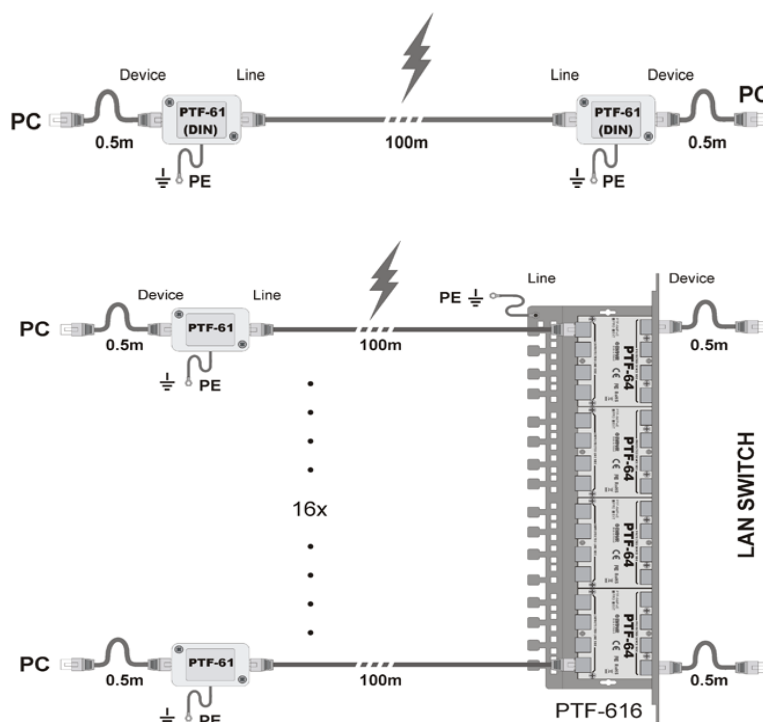 Device Line Line Device
PC PTF-61 (DIN) PTF-61 (DIN) PC
0.5m 100m 0.5m
PE PE
Line Device
PE
Device Line
PC PTF-61
0.5m 100m 0.5m
PE
PTF-64
PTF-64
PTF-64
PTF-64
16x
LAN SWITCH
PC PTF-61
0.5m 100m 0.5m
PE
PTF-616